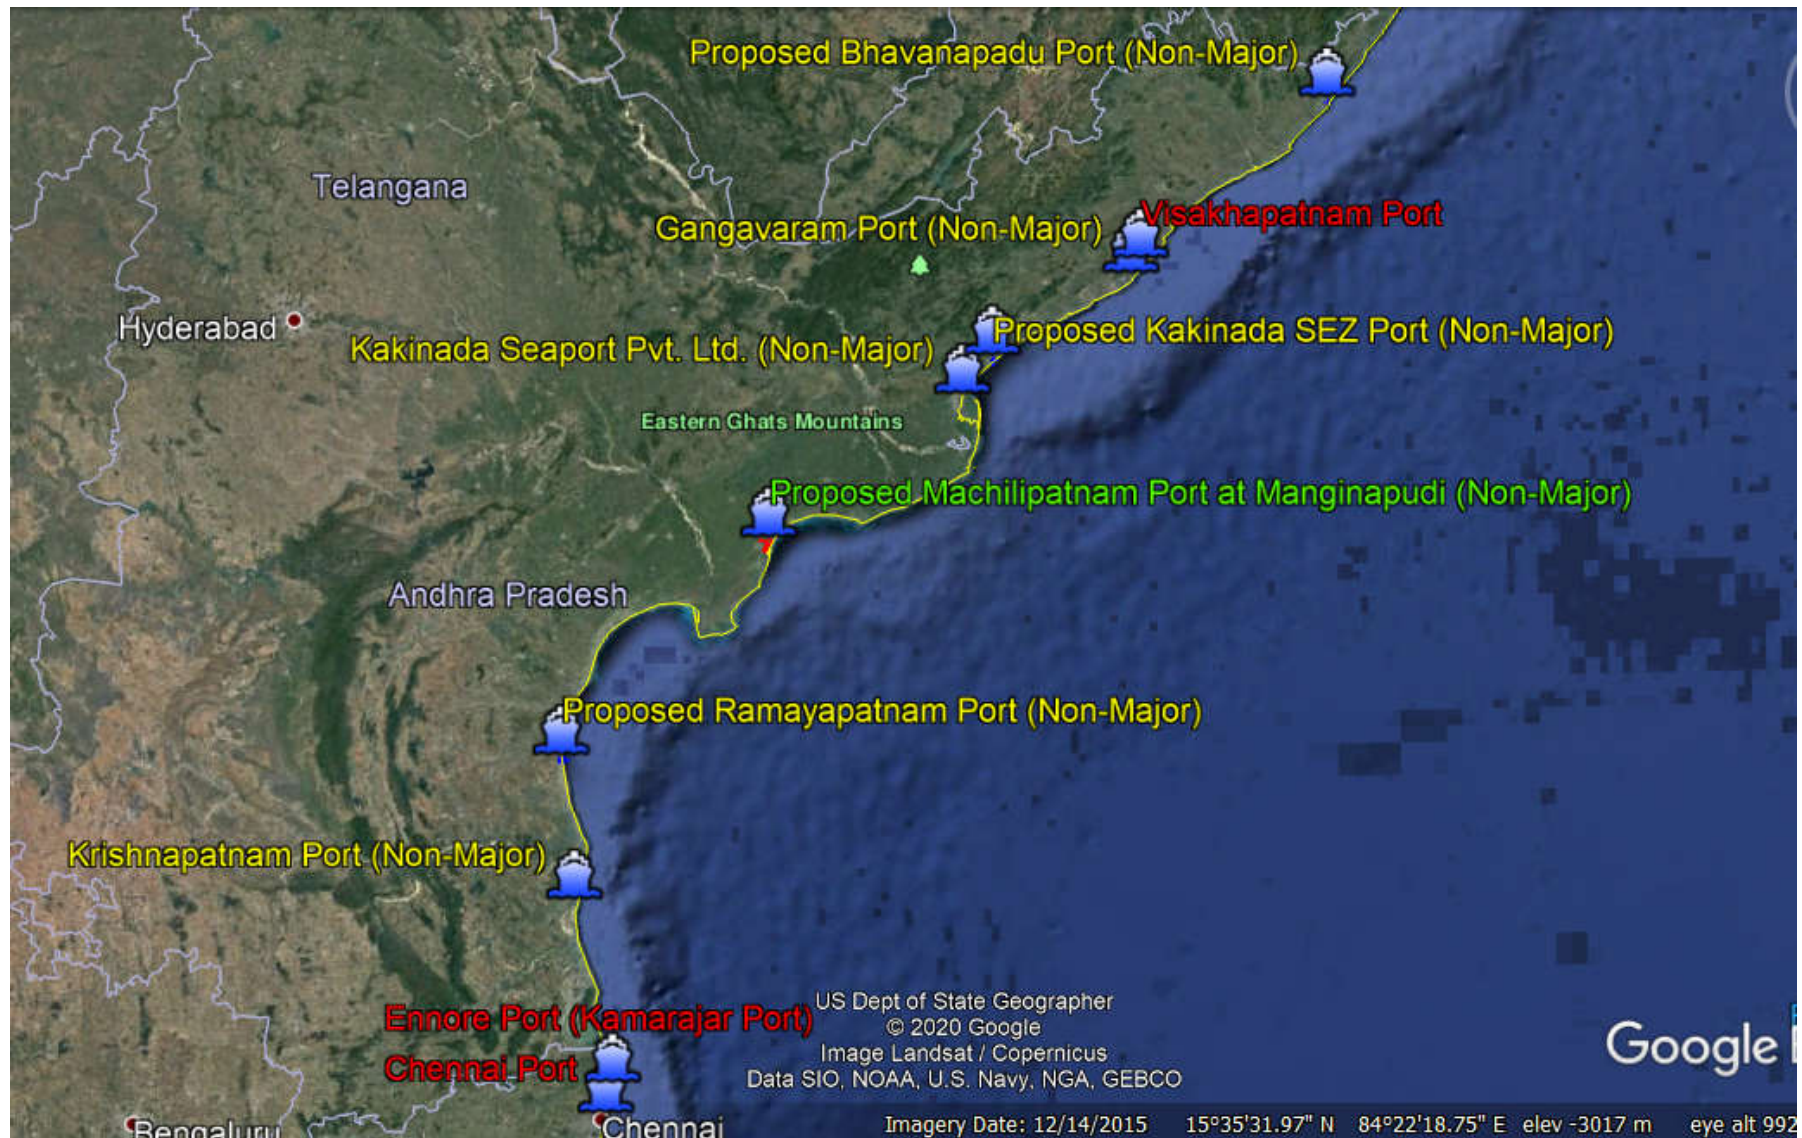 Proposed Bhavanapadu Port (Non-Major)
Telangana
Visakhapatnam Port
Gangavaram Port (Non-Major)
Hyderabad
Proposed Kakinada SEZ Port (Non-Major)
Kakinada Seaport Pvt. Ltd. (Non-Major)
Eastern Ghats Mountains
Proposed Machilipatnam Port at Manginapudi (Non-Major)
Andhra Pradesh
Proposed Ramayapatnam Port (Non-Major)
Krishnapatnam Port (Non-Major)
Ennore Port (Kamarajar Port)
Chennai Port
US Dept of State Geographer
© 2020 Google
Image Landsat / Copernicus
Data SIO, NOAA, U.S. Navy, NGA, GEBCO
Google
Bengaluru
Chennai
Imagery Date: 12/14/2015 15°35'31.97" N 84°22'18.75" E elev -3017 m eye alt 992